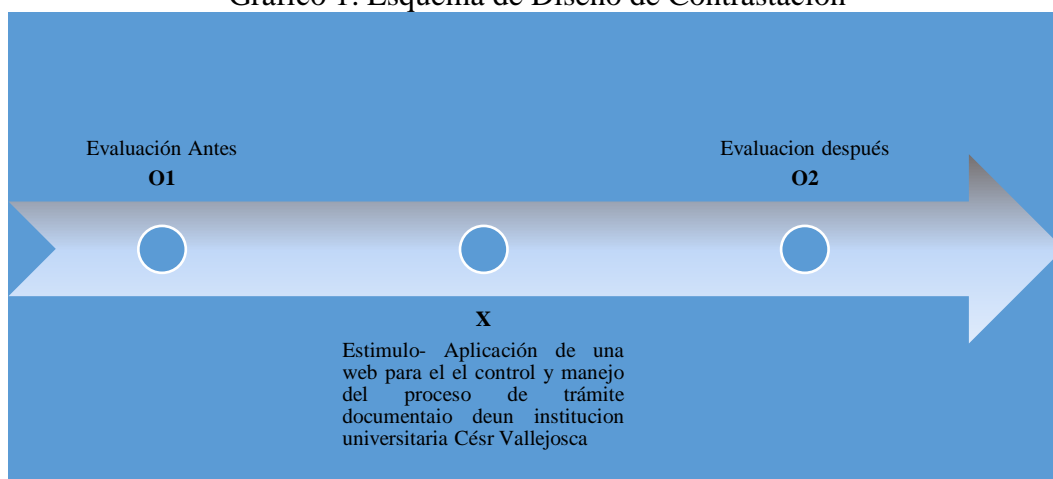 Gráfico 1: Esquema de Diseño de Contrastación
Evaluación Antes
O1
Evaluacion después
O2
X
Estimulo- Aplicación de una
web para el el control y manejo
del proceso de trámite
documentaio deun institucion
universitaria Césr Vallejosca